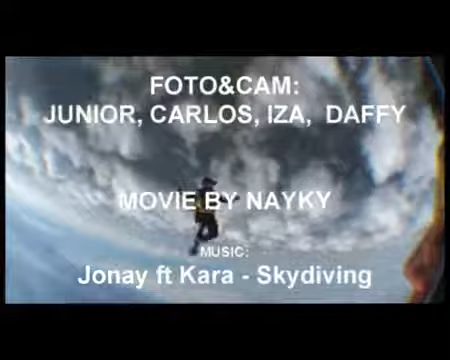 FOTO&CAM:
JUNIOR, CARLOS, IZA, DAFFY
MOVIE BY NAYKY
MUSIC:
Jonay ft Kara - Skydiving